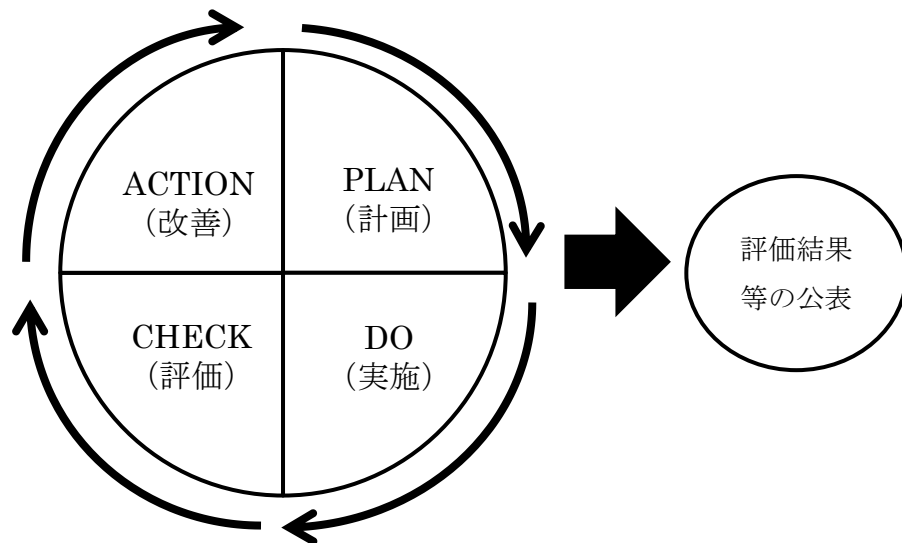 ACTION
（改善）
PLAN
（計画）
CHECK
（評価）
DO
（実施）
評価結果
等の公表